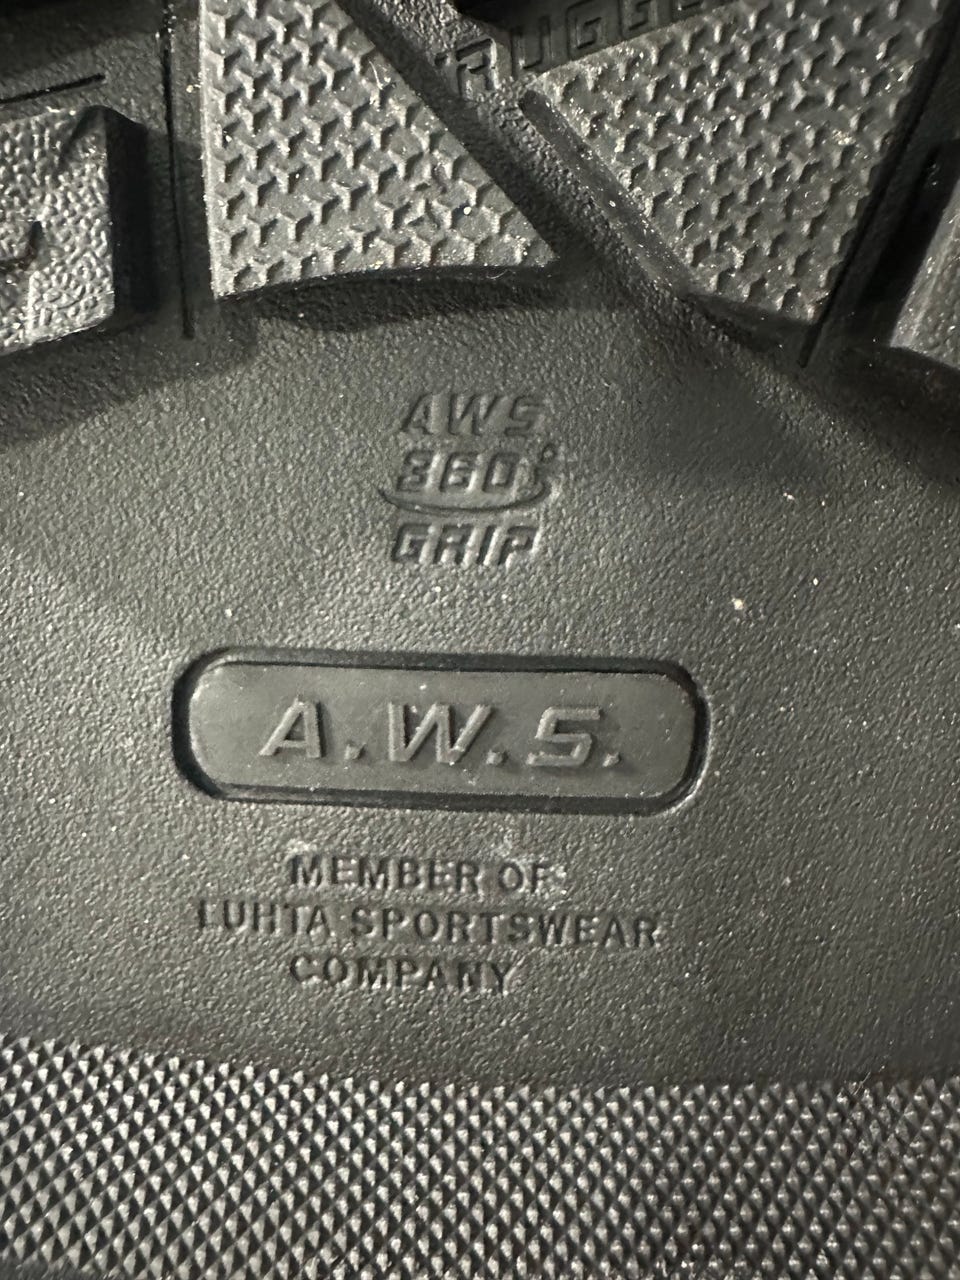 AWS
360°
GRIP
A.W.S.
MEMBER OF
LUHTA SPORTSWEAR
COMPANY